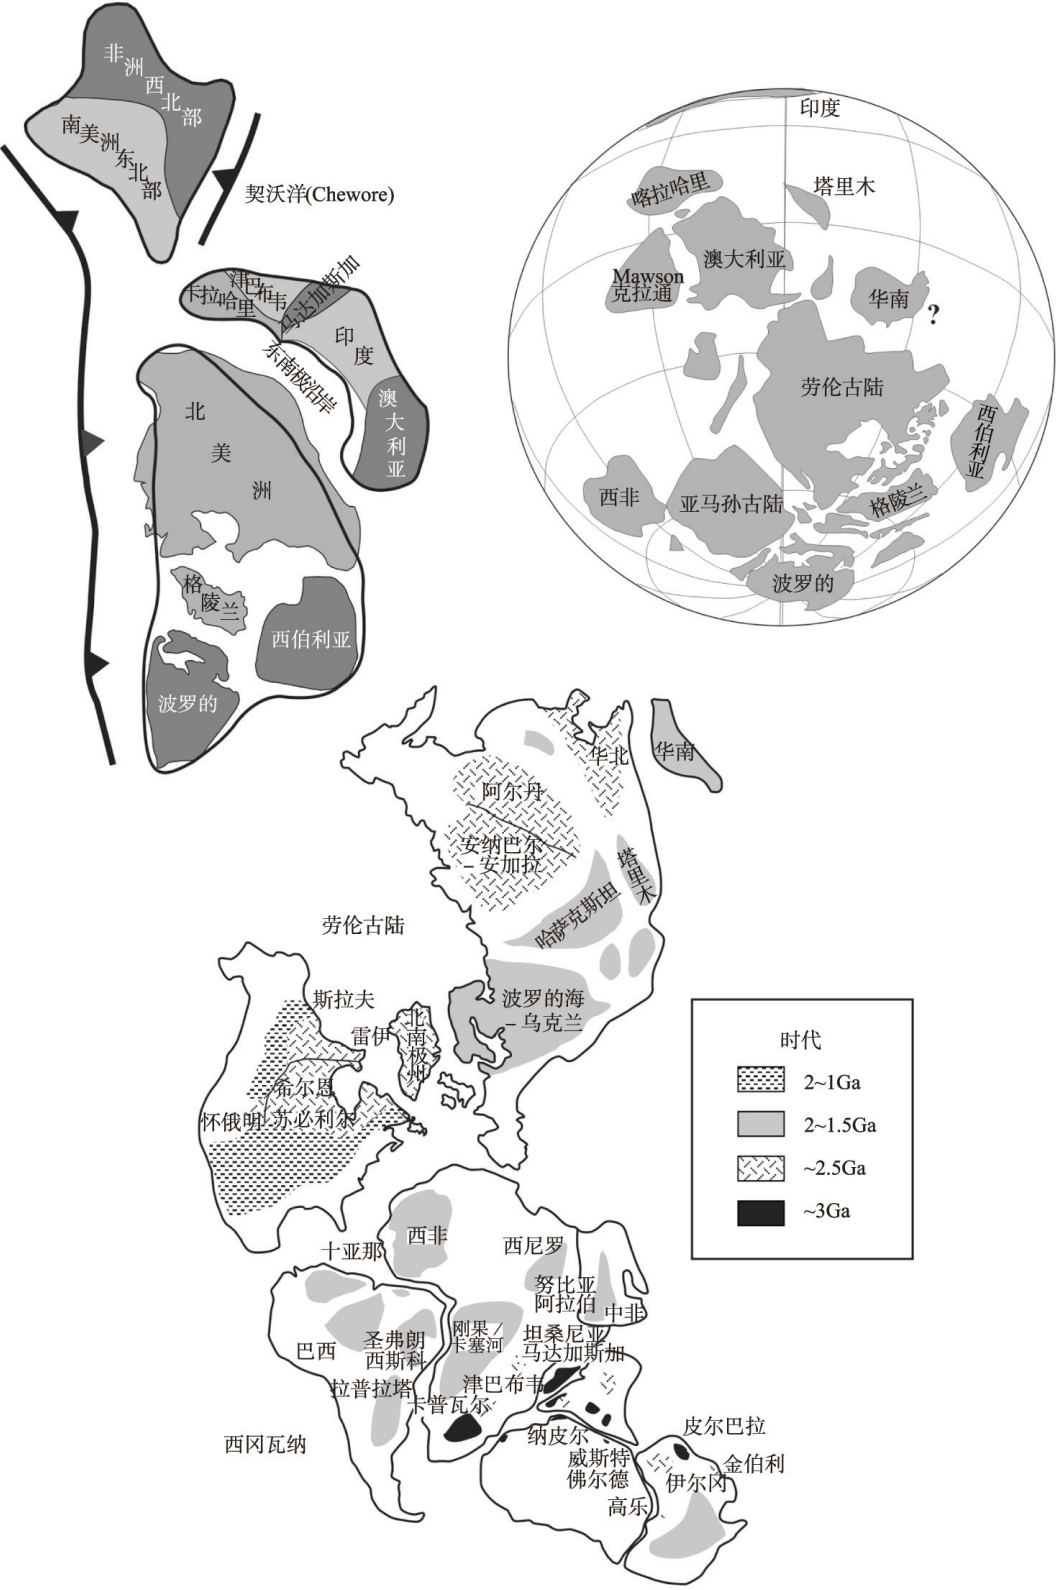 非洲西北部
南美洲东北部
契沃洋(Chewore)
卡拉哈里
津巴布韦
马达加斯加
印度
东南极沿岸
澳大利亚
北美洲
格陵兰
西伯利亚
波罗的
印度
喀拉哈里
塔里木
澳大利亚
Mawson
克拉通
华南
?
劳伦古陆
西伯利亚
西非
亚马孙古陆
格陵兰
波罗的
华北
华南
阿尔丹
安纳巴尔
–安加拉
塔里木
哈萨克斯坦
劳伦古陆
波罗的海
–乌克兰
斯拉夫
雷伊
北南极州
希尔恩
怀俄明
苏必利尔
时代
2~1Ga
2~1.5Ga
~2.5Ga
~3Ga
西非
十亚那
西尼罗
努比亚
阿拉伯
中非
巴西
圣弗朗
西斯科
刚果/
卡塞河
坦桑尼亚
马达加斯加
拉普拉塔
津巴布韦
卡普瓦尔
西冈瓦纳
纳皮尔
威斯特
佛尔德
高乐
皮尔巴拉
金伯利
伊尔冈